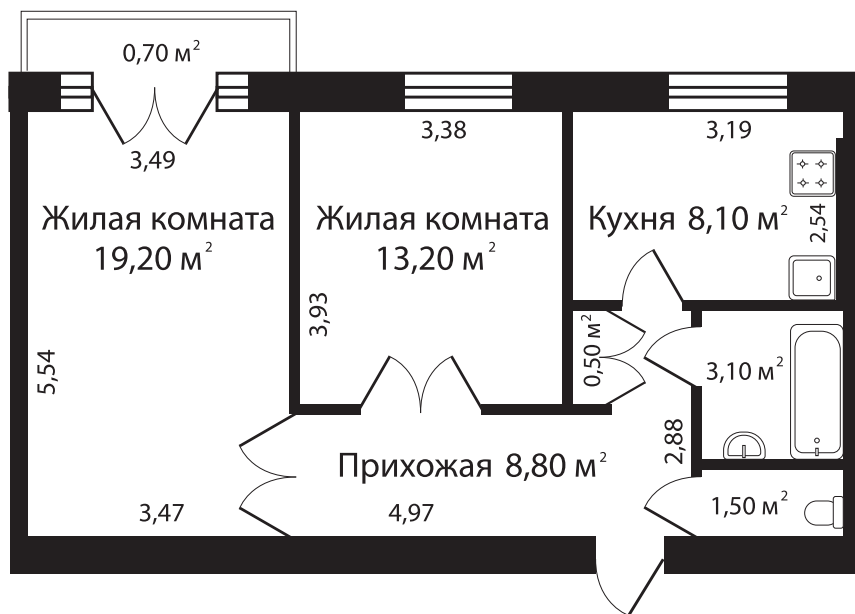 0,70 м²
3,49
3,38
3,19
Жилая комната
19,20 м²
Жилая комната
13,20 м²
Кухня 8,10 м²
2,54
3,93
5,54
0,50 м²
3,10 м²
2,88
Прихожая 8,80 м²
3,47
4,97
1,50 м²